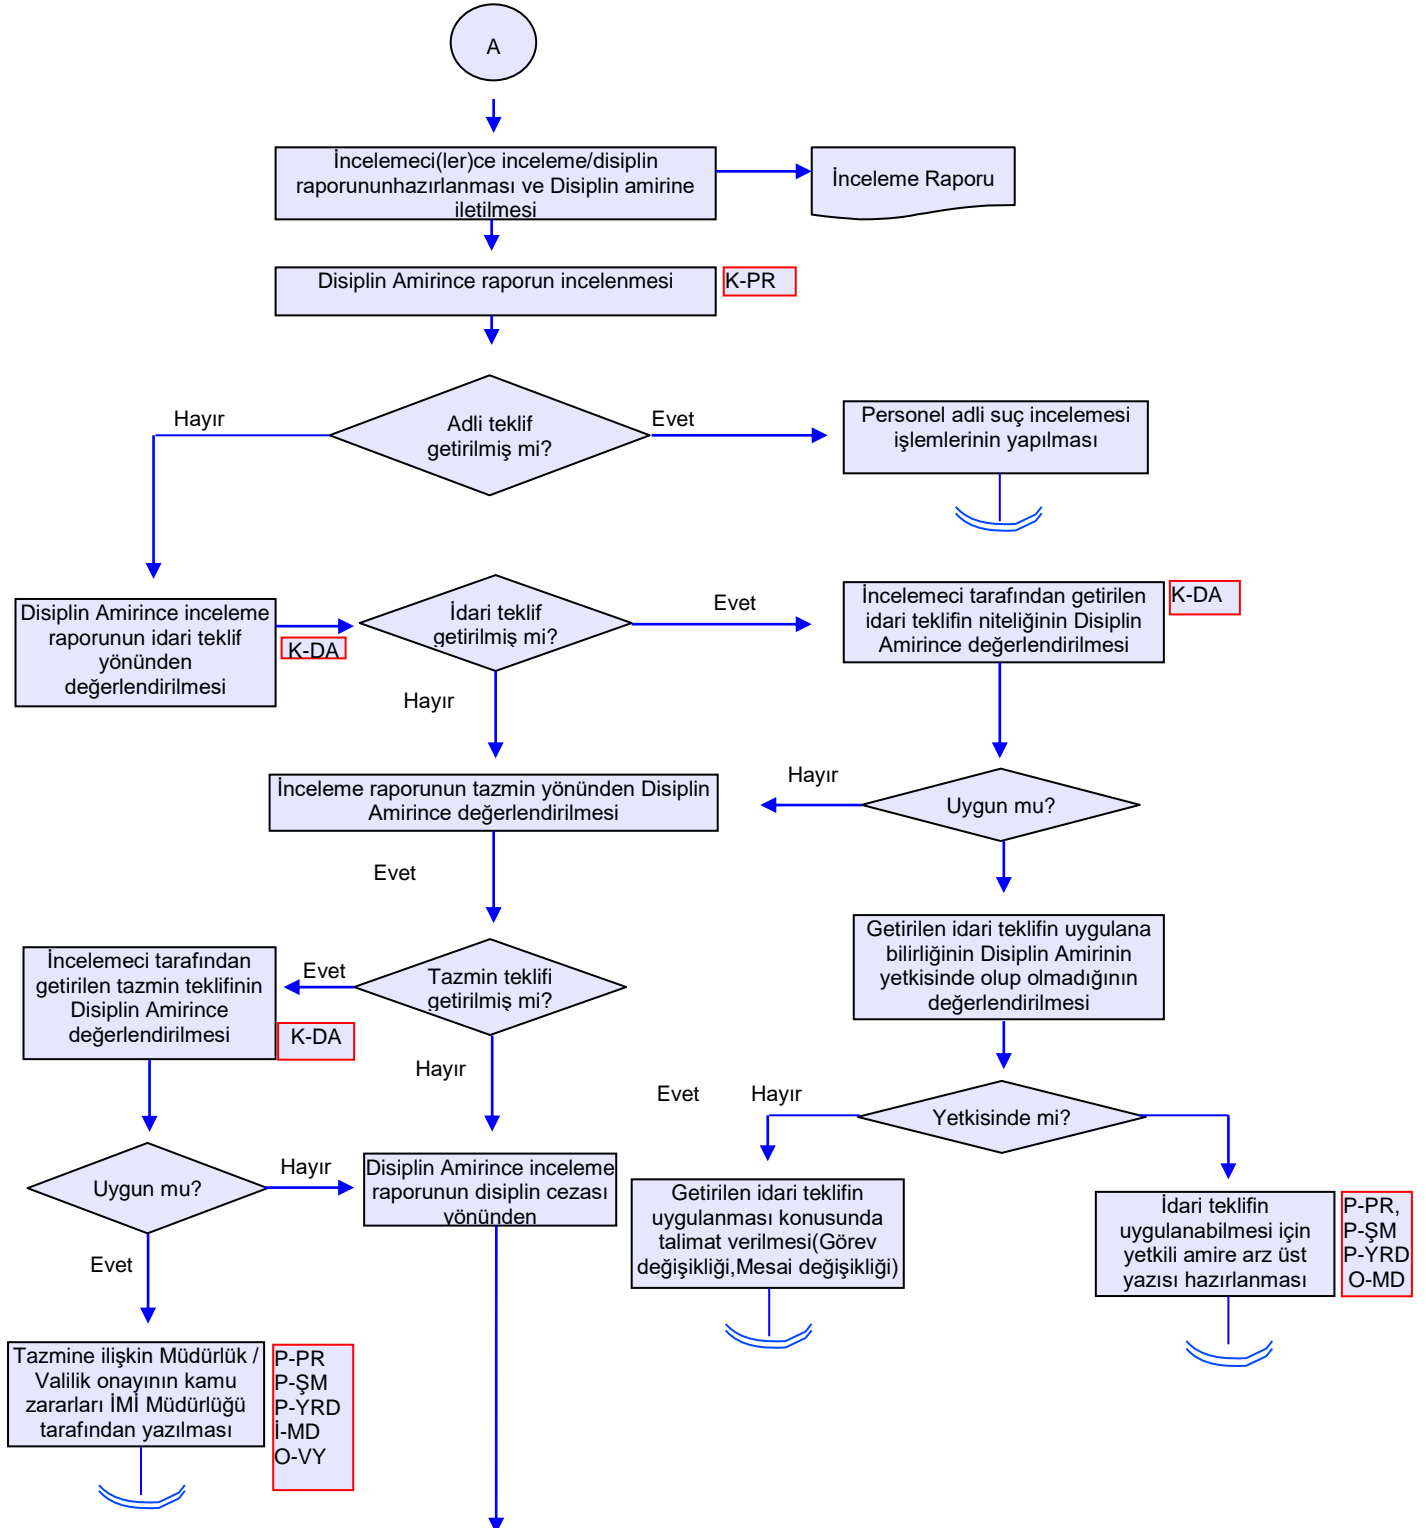 A
İncelemeci(ler)ce inceleme/disiplin
raporununhazırlanması ve Disiplin amirine
iletilmesi
İnceleme Raporu
Disiplin Amirince raporun incelenmesi
K-PR
Hayır
Adli teklif
getirilmiş mi?
Evet
Personel adli suç incelemesi
işlemlerinin yapılması
Disiplin Amirince inceleme
raporunun idari teklif
yönünden
değerlendirilmesi
K-DA
İdari teklif
getirilmiş mi?
Evet
Hayır
İncelemeci tarafından getirilen
idari teklifin niteliğinin Disiplin
Amirince değerlendirilmesi
K-DA
İnceleme raporunun tazmin yönünden Disiplin
Amirince değerlendirilmesi
Hayır
Uygun mu?
Evet
Getirilen idari teklifin uygulana
bilirliğinin Disiplin Amirinin
yetkisinde olup olmadığının
değerlendirilmesi
İncelemeci tarafından
getirilen tazmin teklifinin
Disiplin Amirince
değerlendirilmesi
K-DA
Evet
Tazmin teklifi
getirilmiş mi?
Hayır
Evet
Hayır
Yetkisinde mi?
Uygun mu?
Hayır
Evet
Disiplin Amirince inceleme
raporunun disiplin cezası
yönünden
Getirilen idari teklifin
uygulanması konusunda
talimat verilmesi(Görev
değişikliği,Mesai değişikliği)
İdari teklifin
uygulanabilmesi için
yetkili amire arz üst
yazısı hazırlanması
P-PR,
P-ŞM
P-YRD
O-MD
Tazmine ilişkin Müdürlük /
Valilik onayının kamu
zararları İMİ Müdürlüğü
tarafından yazılması
P-PR
P-ŞM
P-YRD
İ-MD
O-VY